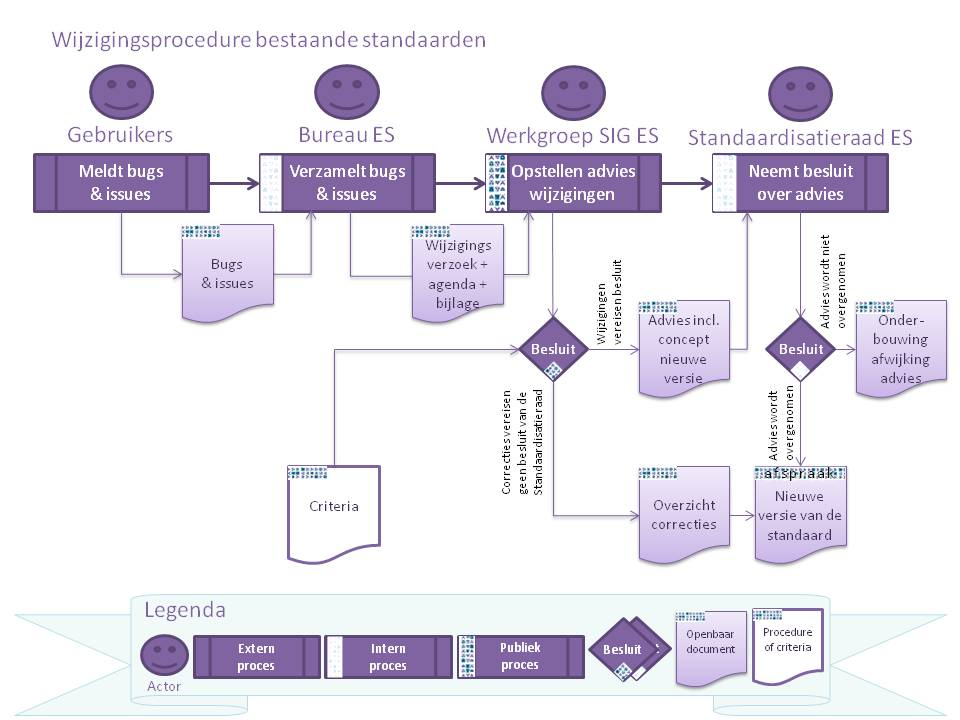 Wijzigingsprocedure bestaande standaarden
Gebruikers
Bureau ES
Werkgroep SIG ES
Standaardisatieraad ES
Meldt bugs
& issues
Verzamelt bugs
& issues
Opstellen advies
wijzigingen
Neemt besluit
over advies
Bugs
& issues
Wijzigings
verzoek +
agenda +
bijlage
Wijzigingen
vereisen besluit
Advies wordt niet
overgenomen
Besluit
Advies incl.
concept
nieuwe
versie
Besluit
Onder-
bouwing
afwijking
advies
Correcties vereisen
geen besluit van de
Standaardisatieraad
Advies wordt
overgenomen
Criteria
Overzicht
correcties
afspraak
Nieuwe
versie van de
standaard
Legenda
Actor
Extern
proces
Intern
proces
Publiek
proces
Besluit
Openbaar
document
Procedure
of criteria